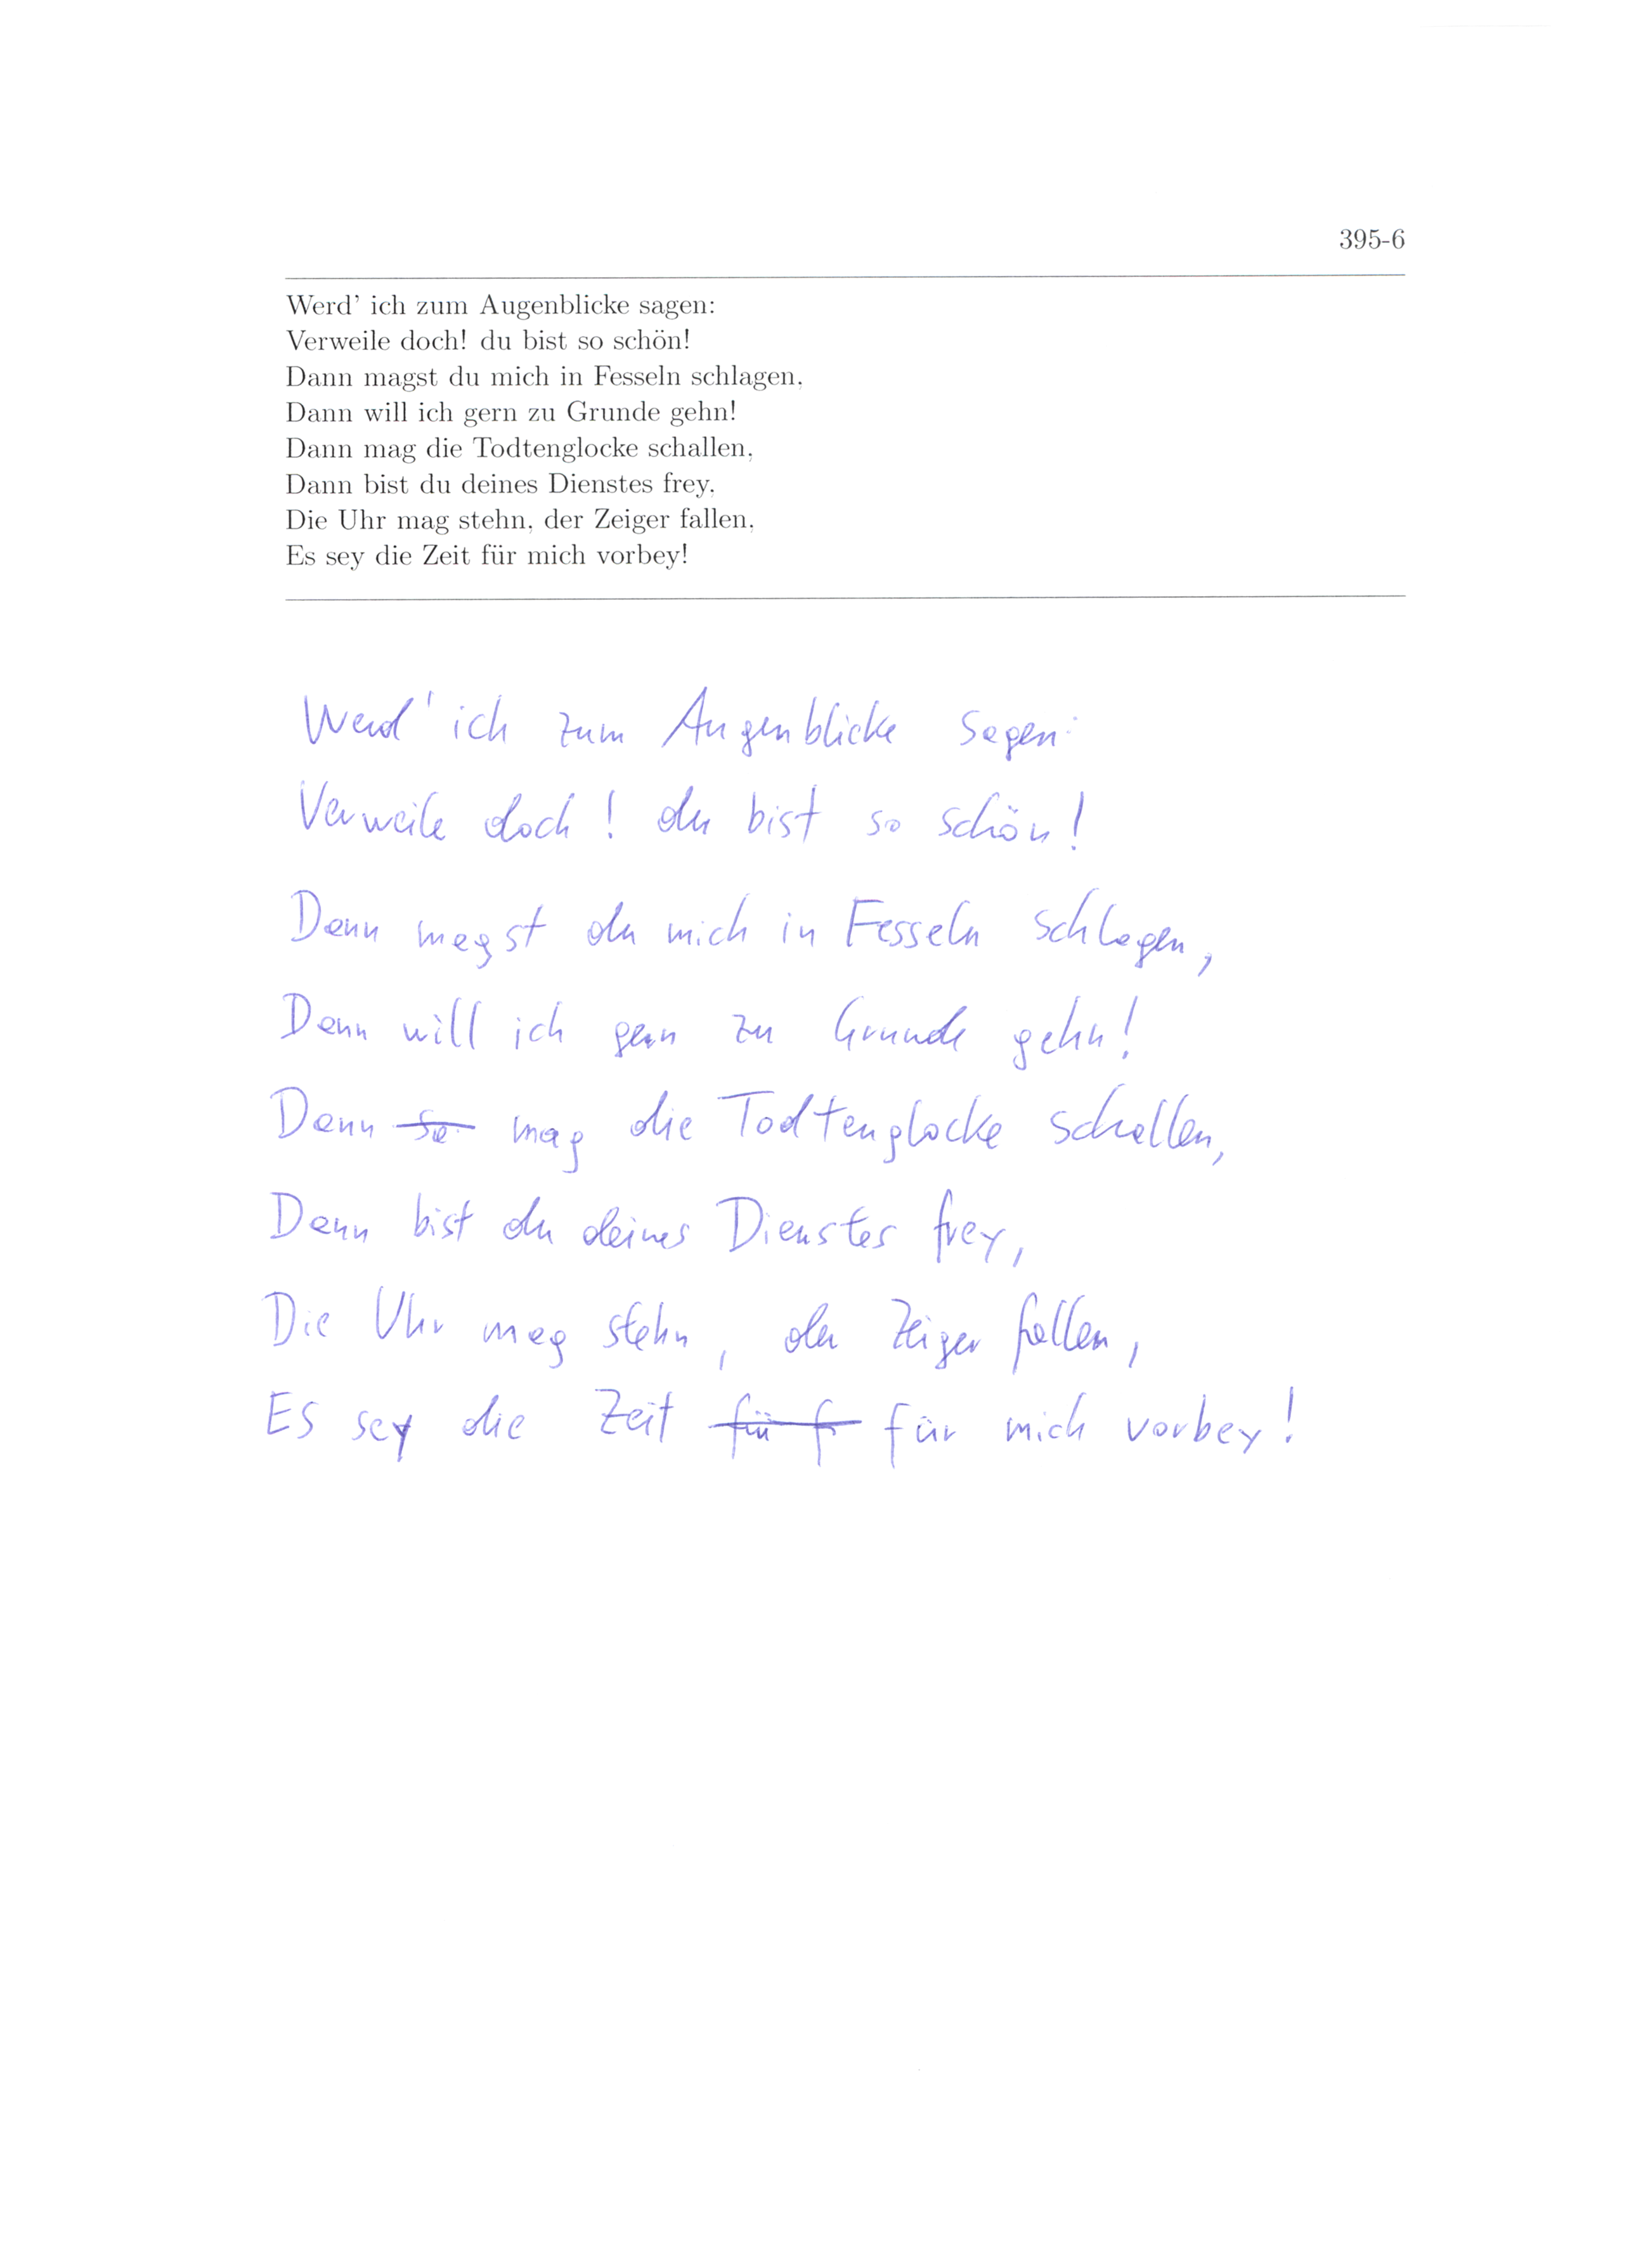 395-6
Werd' ich zum Augenblicke sagen:
Verweile doch! du bist so schön!
Dann magst du mich in Fesseln schlagen,
Dann will ich gern zu Grunde gehn!
Dann mag die Todtenglocke schallen,
Dann bist du deines Dienstes frey,
Die Uhr mag stehn, der Zeiger fallen,
Es sey die Zeit für mich vorbey!
Werd' ich zum Augenblicke sagen:
Verweile doch! du bist so schön!
Dann magst du mich in Fesseln schlagen,
Dann will ich gern zu Grunde gehn!
Dann mag die Todtenglocke schallen,
Dann bist du deines Dienstes frey,
Die Uhr mag stehn, der Zeiger fallen,
Es sey die Zeit fü f für mich vorbey!